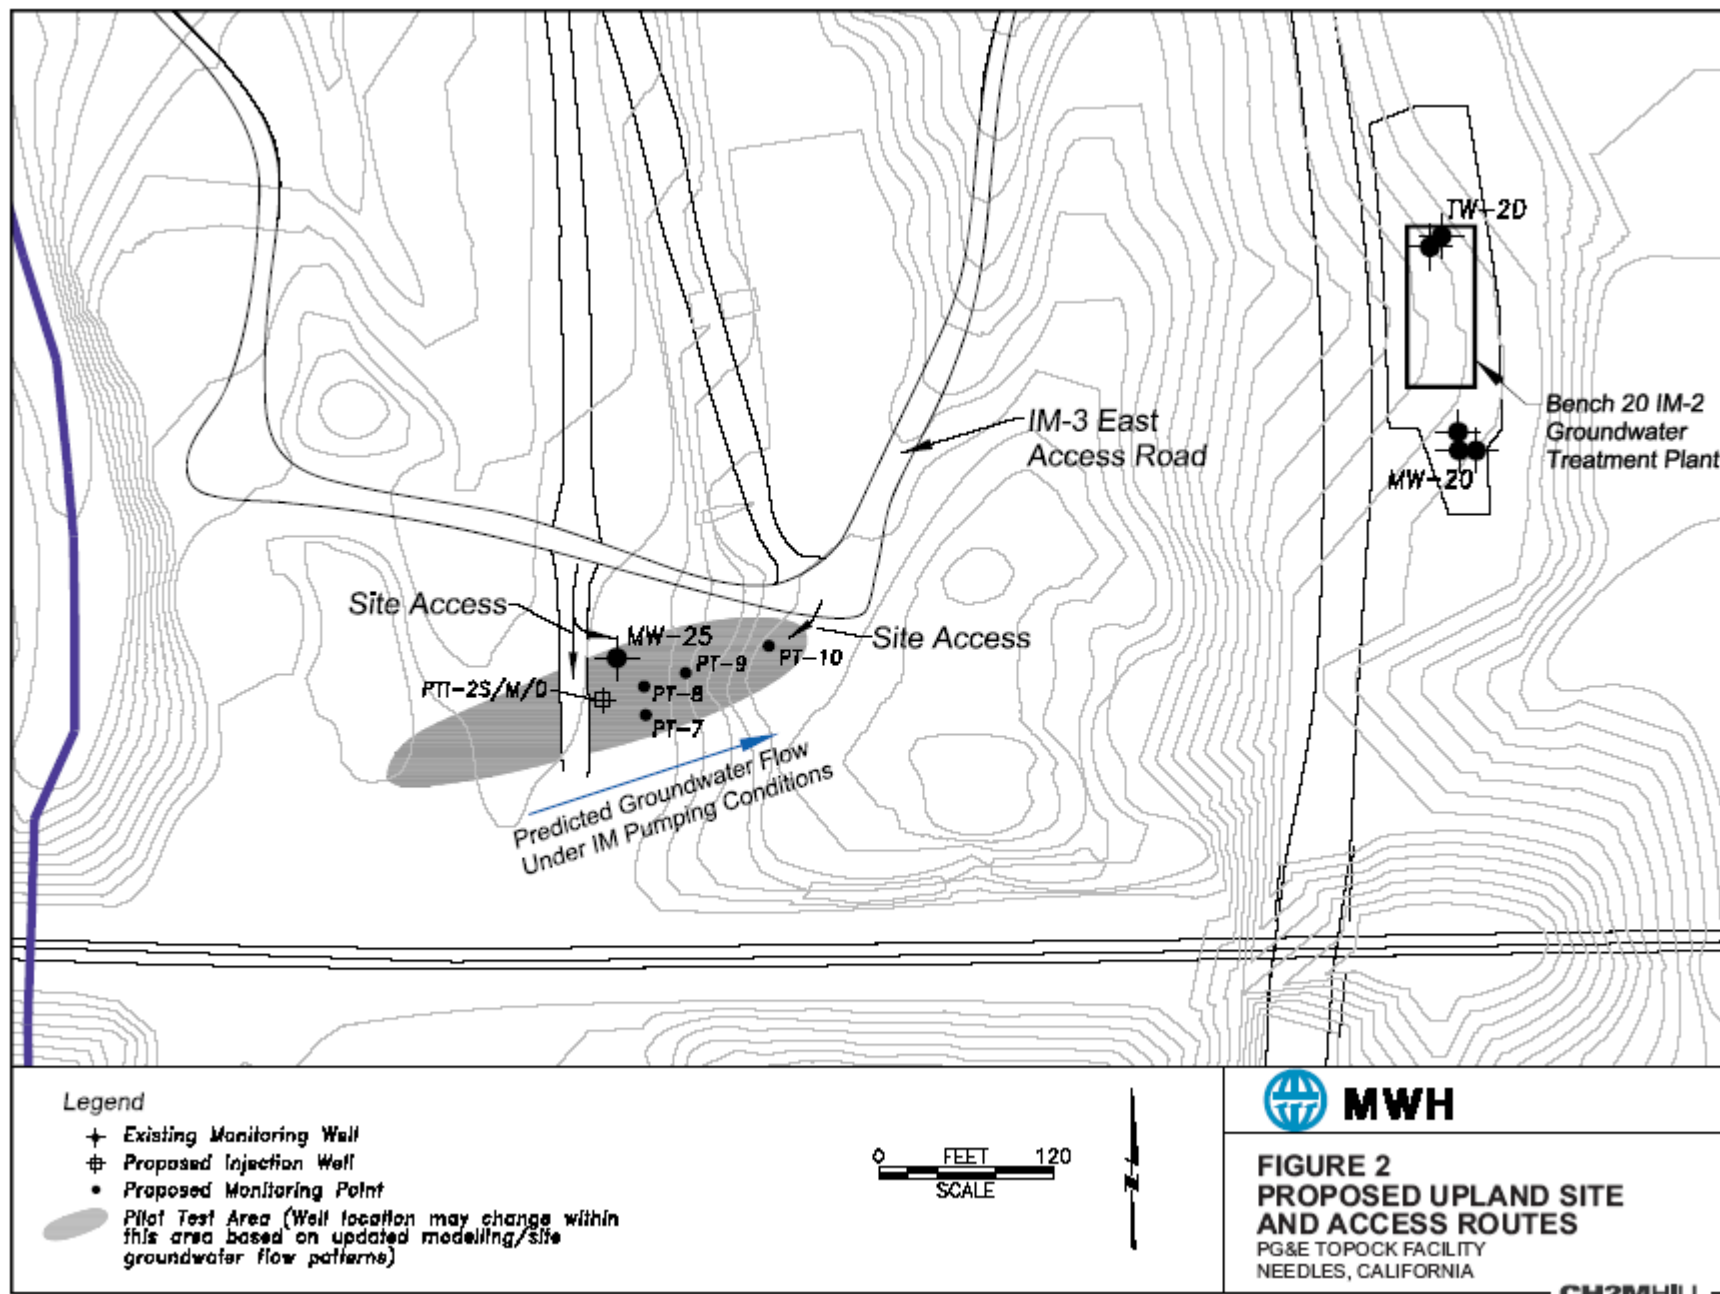 TW-2D
Bench 20 IM-2
Groundwater
Treatment Plant
MW-20
IM-3 East
Access Road
Site Access
MW-25
Site Access
PT-9
PT-10
PTI-2S/M/D
PT-8
PT-7
Predicted Groundwater Flow
Under IM Pumping Conditions
Legend
Existing Monitoring Well
Proposed Injection Well
Proposed Monitoring Point
Pilot Test Area (Well location may change within
this area based on updated modelling/site
groundwater flow patterns)
0 FEET 120
SCALE
N
MWH
FIGURE 2
PROPOSED UPLAND SITE
AND ACCESS ROUTES
PG&E TOPOCK FACILITY
NEEDLES, CALIFORNIA
CH2MHILL